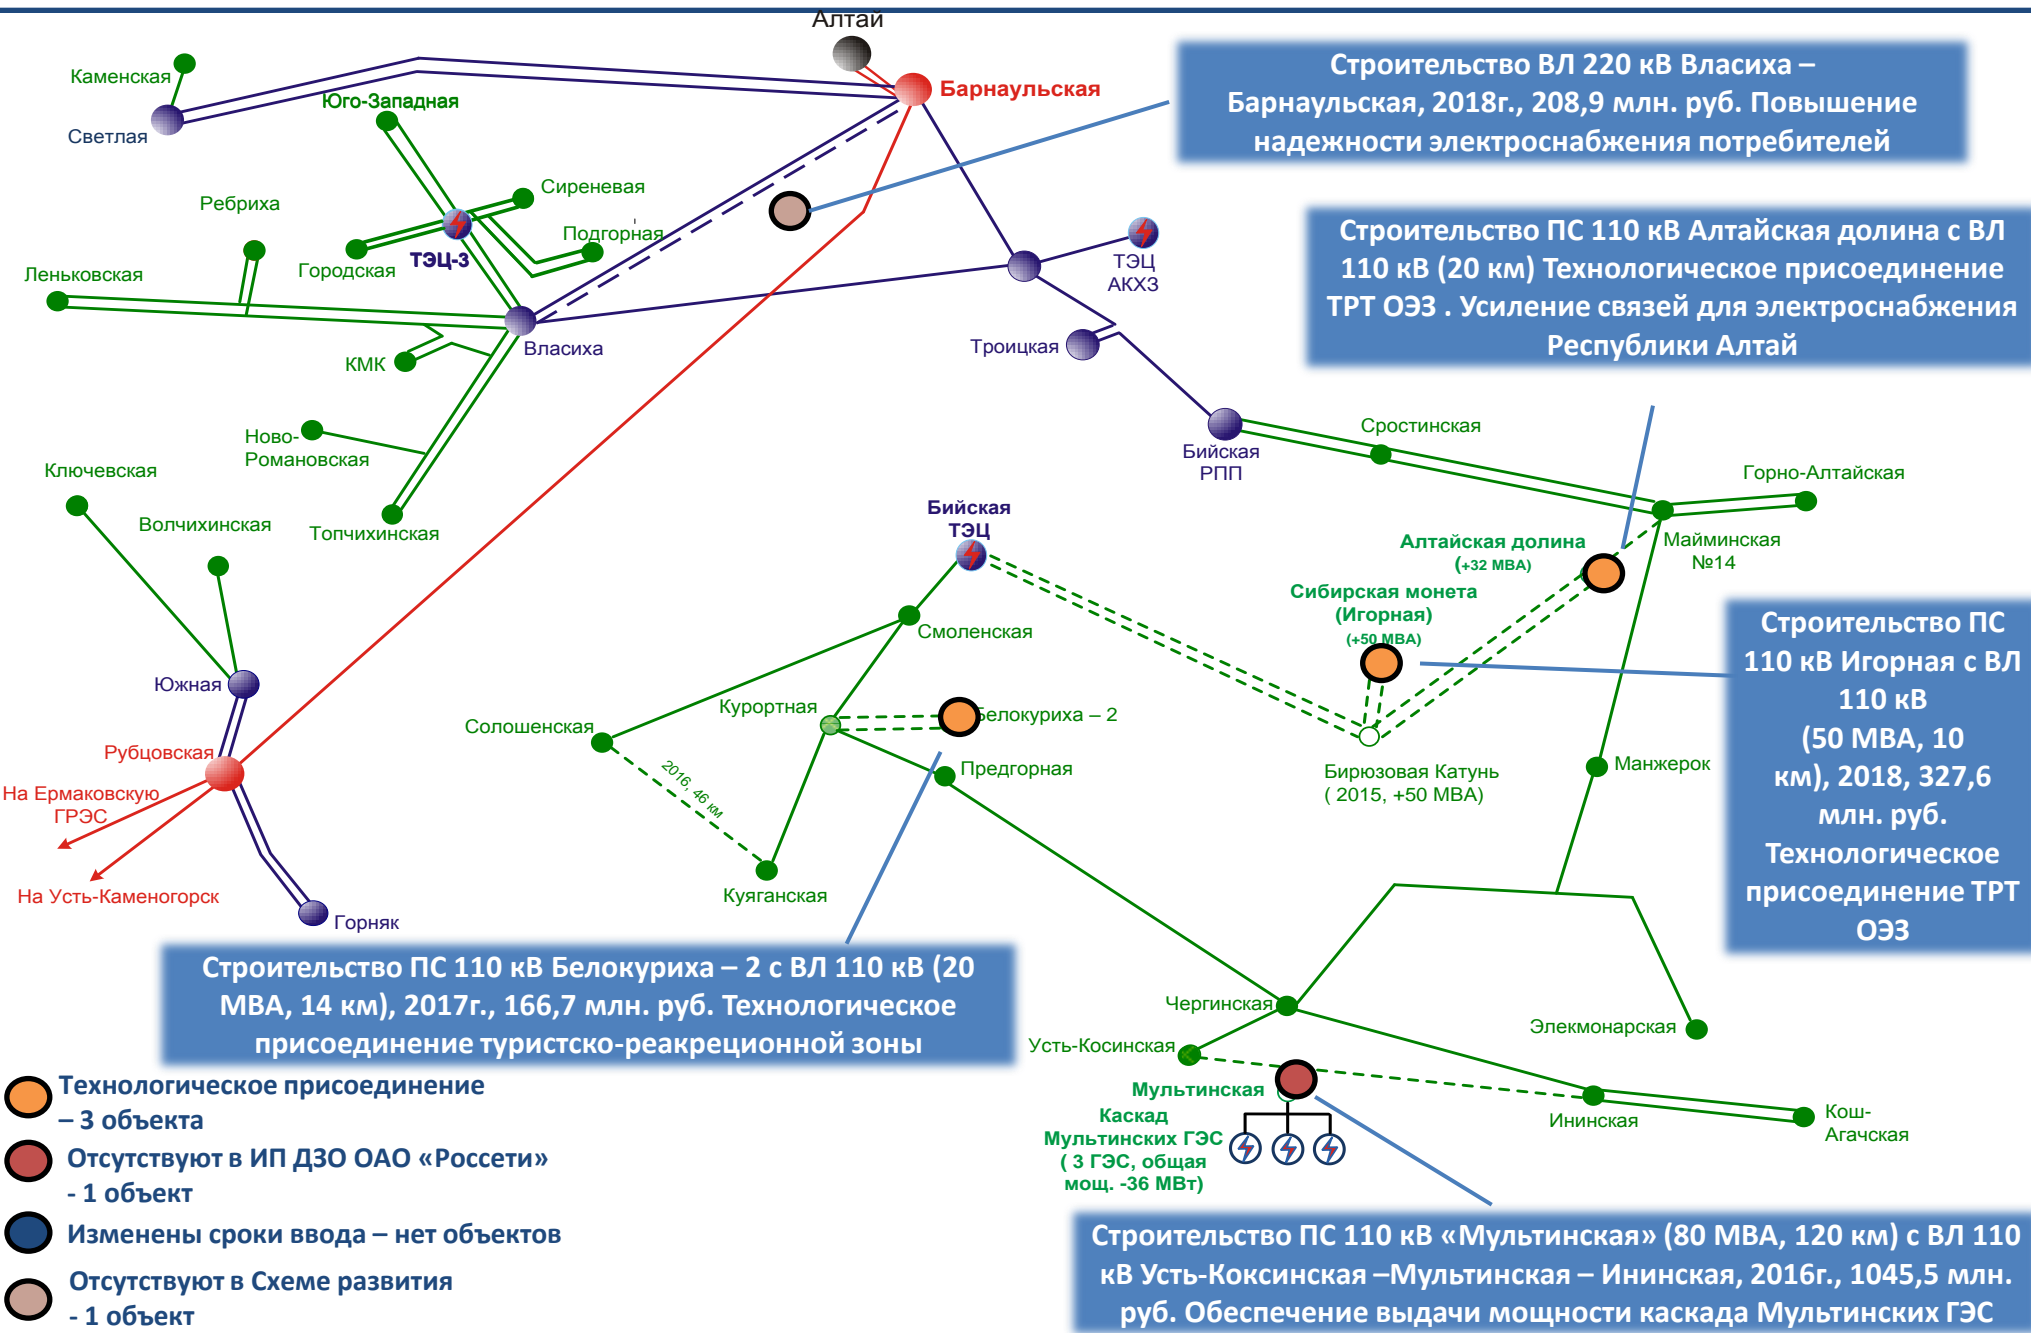 Алтай
Каменская
Барнаульская
Юго-Западная
Светлая
Строительство ВЛ 220 кВ Власиха –
Барнаульская, 2018г., 208,9 млн. руб. Повышение
надежности электроснабжения потребителей
Сиреневая
Ребриха
Подгорная
Городская
ТЭЦ-3
Леньковская
ТЭЦ
АКХЗ
Строительство ПС 110 кВ Алтайская долина с ВЛ
110 кВ (20 км) Технологическое присоединение
ТРТ ОЭЗ . Усиление связей для электроснабжения
Республики Алтай
Власиха
Троицкая
КМК
Ново-
Романовская
Сростинская
Бийская
РПП
Ключевская
Горно-Алтайская
Волчихинская
Топчихинская
Бийская
ТЭЦ
Алтайская долина
(+32 МВА)
Майминская
№14
Сибирская монета
(Игорная)
(+50 МВА)
Смоленская
Строительство ПС
110 кВ Игорная с ВЛ
110 кВ
(50 МВА, 10
км), 2018, 327,6
млн. руб.
Технологическое
присоединение ТРТ
ОЭЗ
Южная
Курортная
Белокуриха – 2
Солошенская
Рубцовская
Предгорная
2016, 46 км
Бирюзовая Катунь
( 2015, +50 МВА)
Манжерок
На Ермаковскую
ГРЭС
На Усть-Каменогорск
Куяганская
Горняк
Строительство ПС 110 кВ Белокуриха – 2 с ВЛ 110 кВ (20
МВА, 14 км), 2017г., 166,7 млн. руб. Технологическое
присоединение туристско-реакреционной зоны
Чергинская
Элекмонарская
Усть-Косинская
Мультинская
Каскад
Мультинских ГЭС
( 3 ГЭС, общая
мощ. -36 МВт)
Ининская
Кош-
Агачская
Технологическое присоединение
– 3 объекта
Отсутствуют в ИП ДЗО ОАО «Россети»
- 1 объект
Изменены сроки ввода – нет объектов
Отсутствуют в Схеме развития
- 1 объект
Строительство ПС 110 кВ «Мультинская» (80 МВА, 120 км) с ВЛ 110
кВ Усть-Коксинская –Мультинская – Ининская, 2016г., 1045,5 млн.
руб. Обеспечение выдачи мощности каскада Мультинских ГЭС